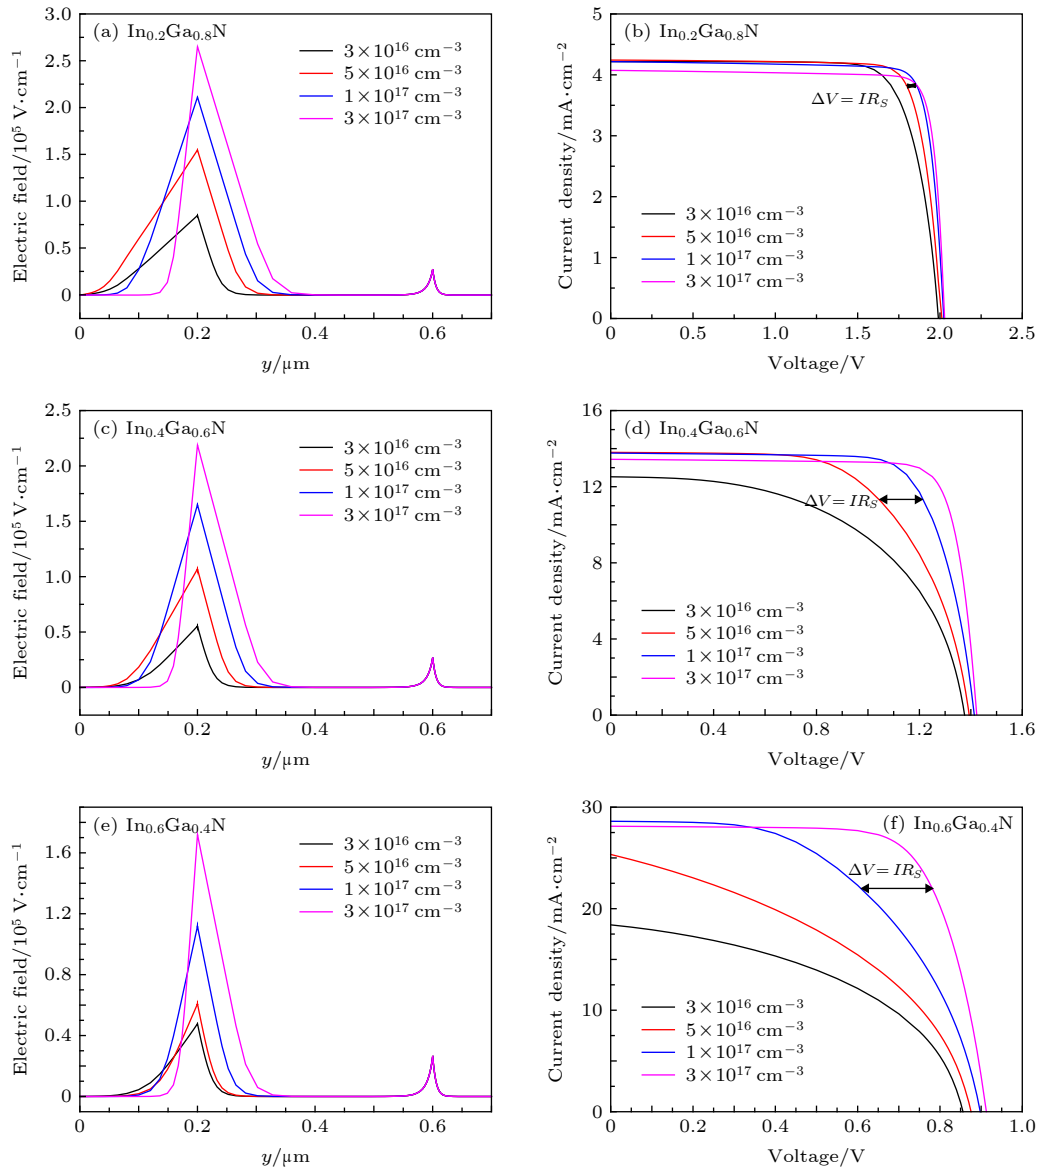 (a) In0.2Ga0.8N
3×10^16 cm−3
5×10^16 cm−3
1×10^17 cm−3
3×10^17 cm−3
Electric field/10^5 V·cm−1
3.0
2.5
2.0
1.5
1.0
0.5
0
0 0.2 0.4 0.6
y/μm
(b) In0.2Ga0.8N
ΔV=IRS
3×10^16 cm−3
5×10^16 cm−3
1×10^17 cm−3
3×10^17 cm−3
Current density/mA·cm−2
5
4
3
2
1
0
0 0.5 1.0 1.5 2.0 2.5
Voltage/V
(c) In0.4Ga0.6N
3×10^16 cm−3
5×10^16 cm−3
1×10^17 cm−3
3×10^17 cm−3
Electric field/10^5 V·cm−1
2.5
2.0
1.5
1.0
0.5
0
0 0.2 0.4 0.6
y/μm
(d) In0.4Ga0.6N
ΔV=IRS
3×10^16 cm−3
5×10^16 cm−3
1×10^17 cm−3
3×10^17 cm−3
Current density/mA·cm−2
16
12
8
4
0
0 0.4 0.8 1.2 1.6
Voltage/V
(e) In0.6Ga0.4N
3×10^16 cm−3
5×10^16 cm−3
1×10^17 cm−3
3×10^17 cm−3
Electric field/10^5 V·cm−1
1.6
1.2
0.8
0.4
0
0 0.2 0.4 0.6
y/μm
(f) In0.6Ga0.4N
ΔV=IRS
3×10^16 cm−3
5×10^16 cm−3
1×10^17 cm−3
3×10^17 cm−3
Current density/mA·cm−2
30
20
10
0
0 0.2 0.4 0.6 0.8 1.0
Voltage/V